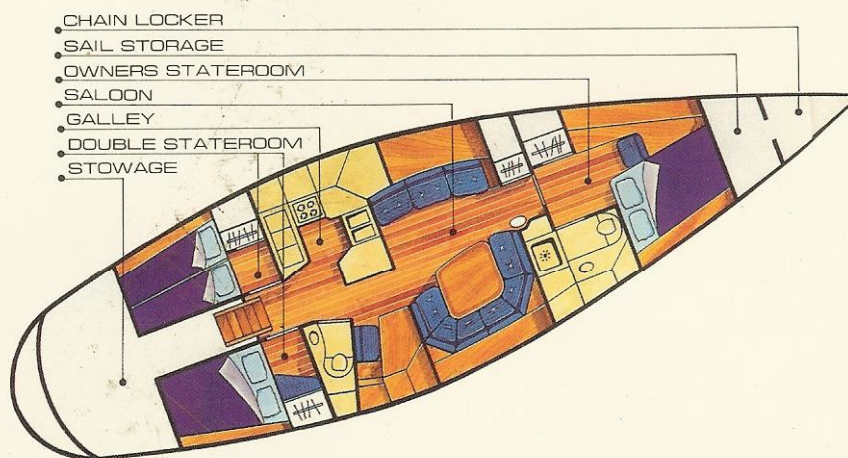 CHAIN LOCKER
SAIL STORAGE
OWNERS STATEROOM
SALOON
GALLEY
DOUBLE STATEROOM
STOWAGE